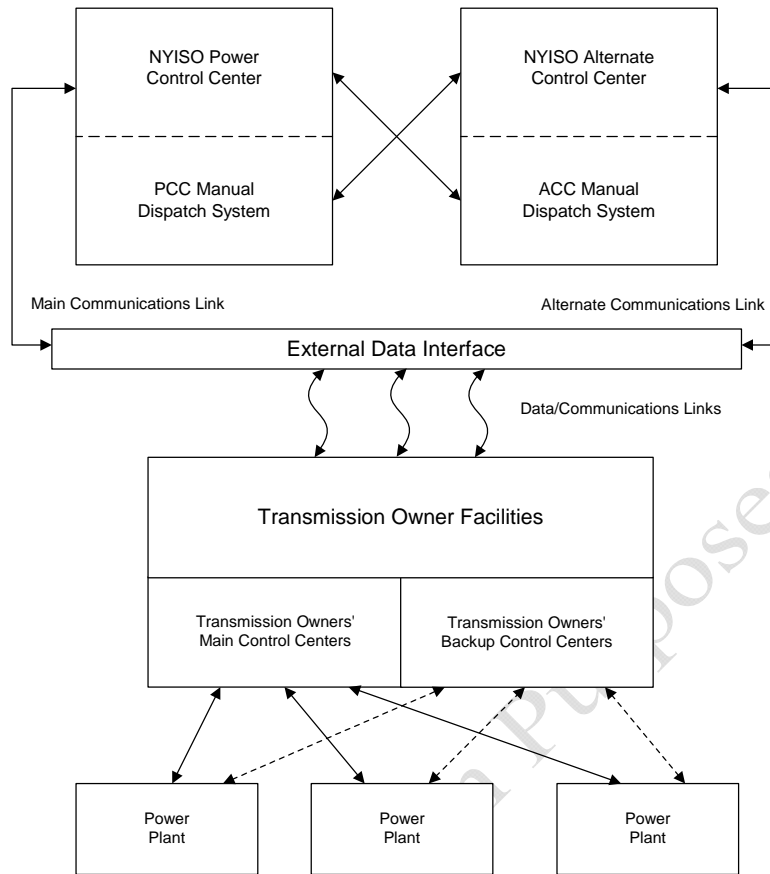 NYISO Power
Control Center
NYISO Alternate
Control Center
PCC Manual
Dispatch System
ACC Manual
Dispatch System
Main Communications Link
Alternate Communications Link
External Data Interface
Data/Communications Links
Transmission Owner Facilities
Transmission Owners'
Main Control Centers
Transmission Owners'
Backup Control Centers
Power
Plant
Power
Plant
Power
Plant